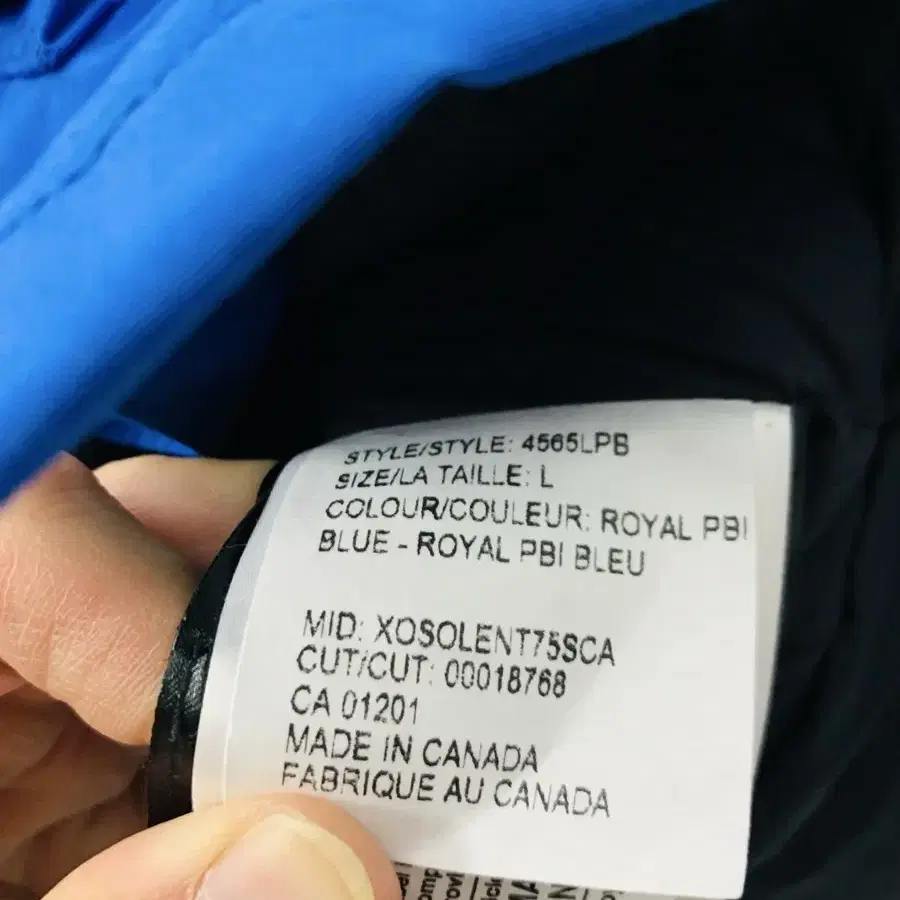 STYLE/STYLE: 4565LPB
SIZE/LA TAILLE: L
COLOUR/COULEUR: ROYAL PBI
BLUE - ROYAL PBI BLEU
MID: XOSOLENT75SCA
CUT/CUT: 00018768
CA 01201
MADE IN CANADA
FABRIQUE AU CANADA